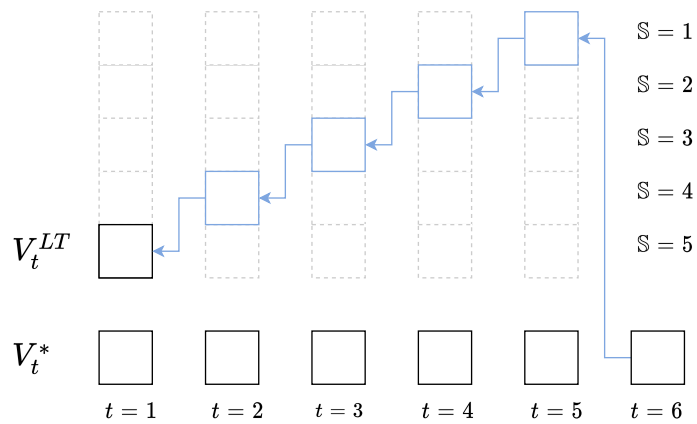 𝕊 = 1
𝕊 = 2
𝕊 = 3
𝕊 = 4
V_t^{LT} 𝕊 = 5
V_t^*
t = 1 t = 2 t = 3 t = 4 t = 5 t = 6